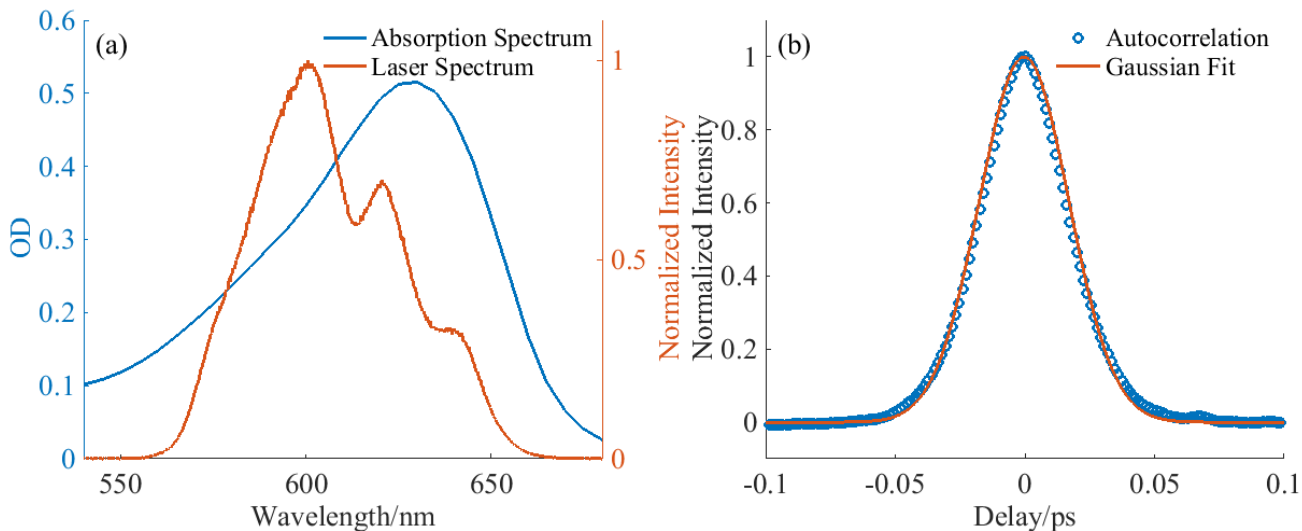 (a)
Absorption Spectrum
Laser Spectrum
0.6
0.5
0.4
0.3
0.2
0.1
0
OD
550
600
650
Wavelength/nm
1
0.5
0
Normalized Intensity
(b)
Autocorrelation
Gaussian Fit
Normalized Intensity
1
0.8
0.6
0.4
0.2
0
-0.1
-0.05
0
0.05
0.1
Delay/ps